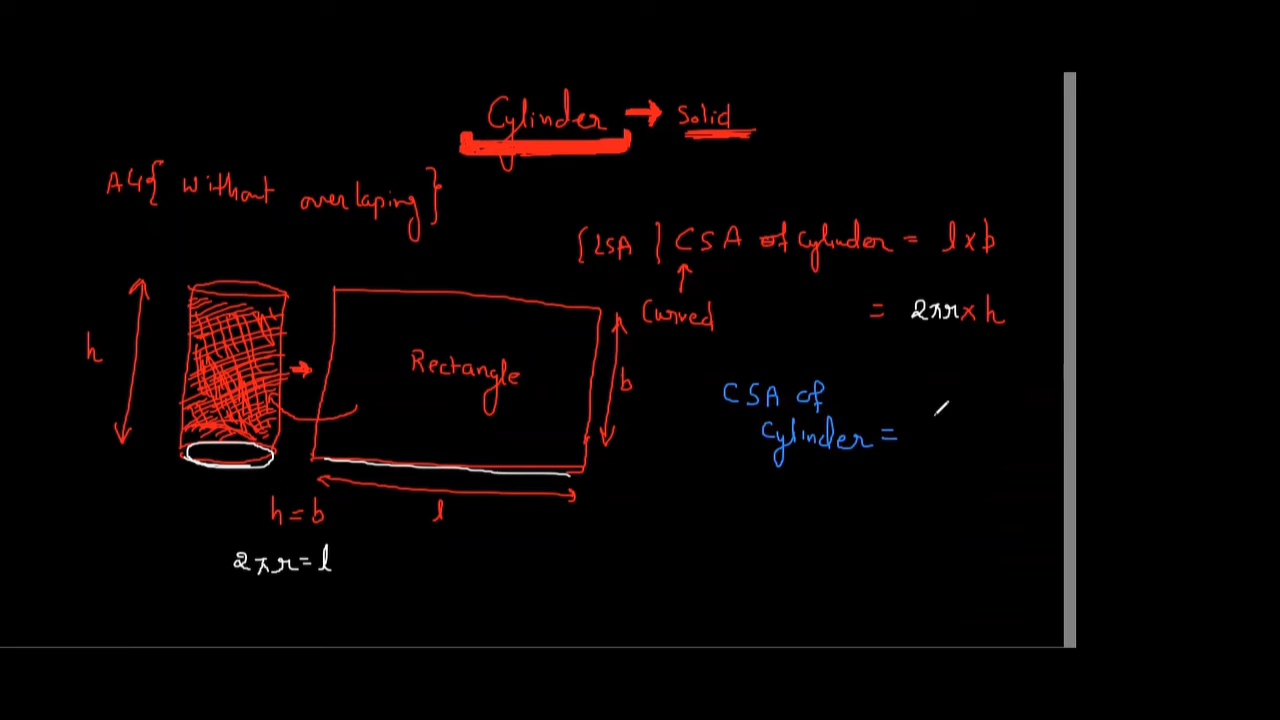 Cylinder → Solid
A4{ without overlaping}
[LSA] CSA of cylinder = l×b
Curved
= 2πr× h
h
Rectangle
b
CSA of
Cylinder =
h=b
l
2πr=l